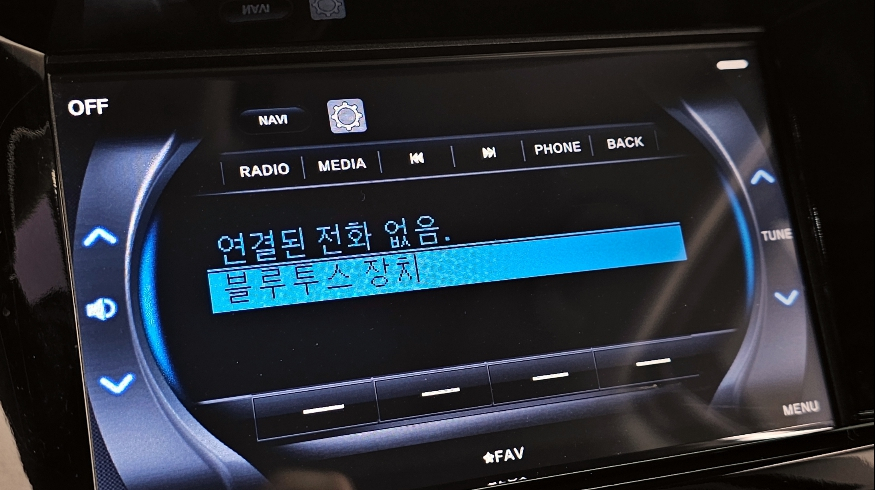 OFF
NAVI
RADIO MEDIA PHONE BACK
연결된 전화 없음.
블루투스 장치
TUNE
MENU
FAV